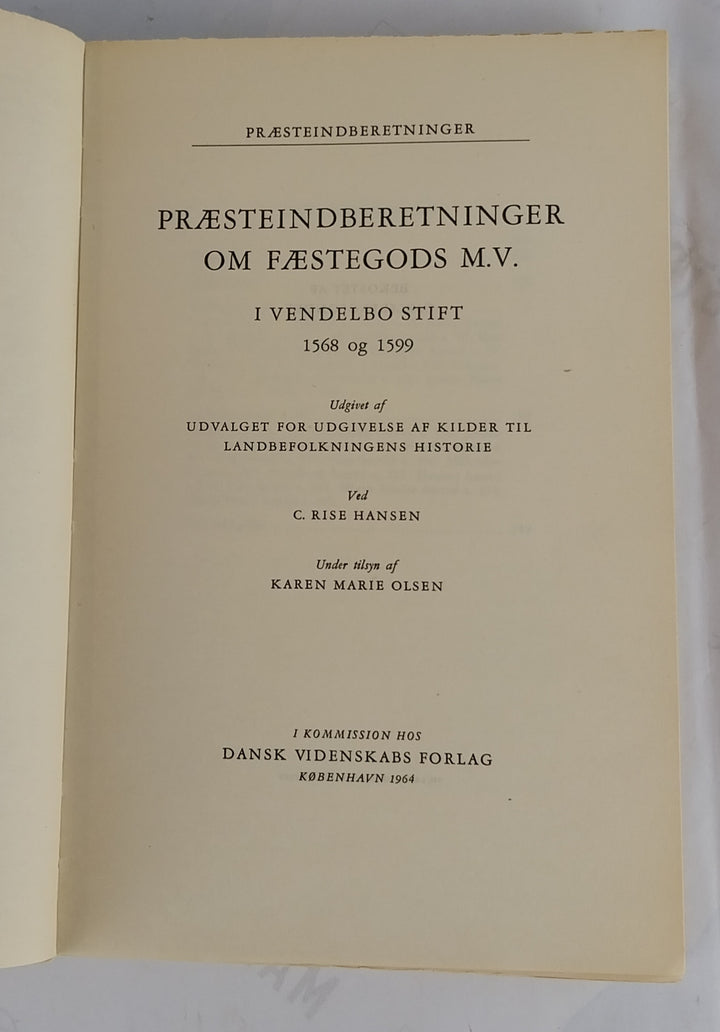 PRÆSTEINDBERETNINGER
PRÆSTEINDBERETNINGER
OM FÆSTEGODS M.V.
I VENDELBO STIFT
1568 og 1599
Udgivet af
UDVALGET FOR UDGIVELSE AF KILDER TIL
LANDBEFOLKNINGENS HISTORIE
Ved
C. RISE HANSEN
Under tilsyn af
KAREN MARIE OLSEN
I KOMMISSION HOS
DANSK VIDENSKABS FORLAG
KØBENHAVN 1964